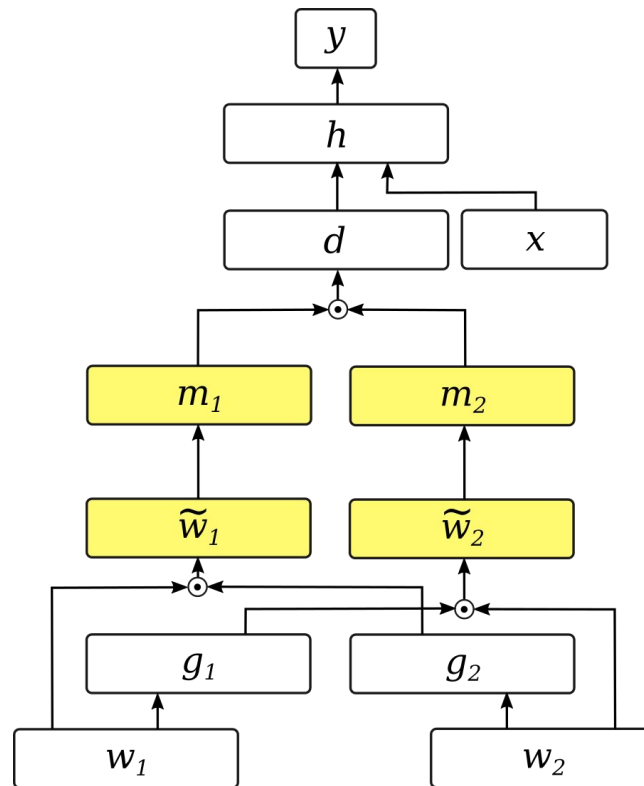 y
h
d x
m₁ m₂
w̃₁ w̃₂
g₁ g₂
w₁ w₂